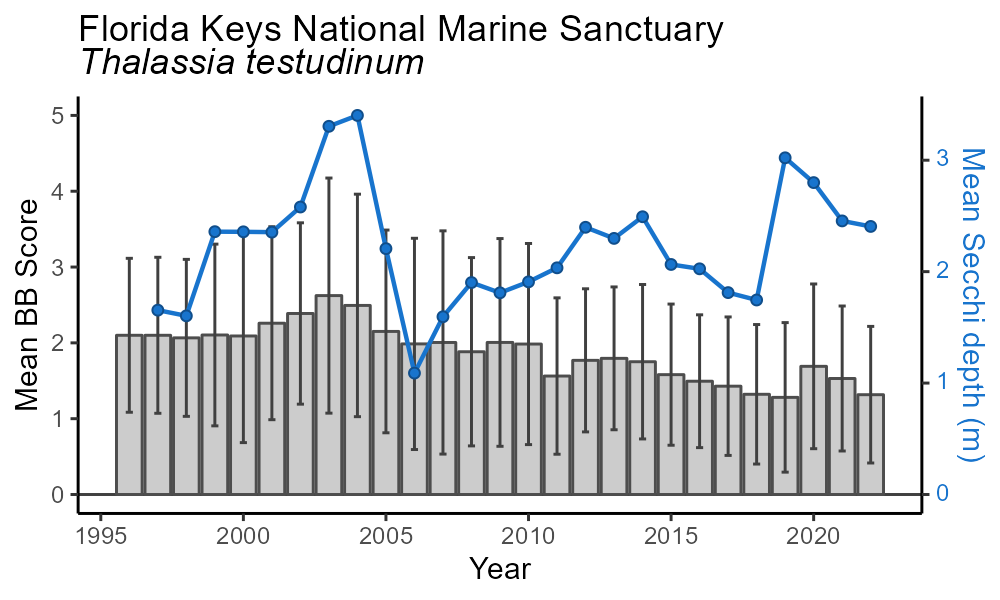 Florida Keys National Marine Sanctuary
Thalassia testudinum
Mean BB Score
5
4
3
2
1
0
3
2
1
0
Mean Secchi depth (m)
1995 2000 2005 2010 2015 2020
Year